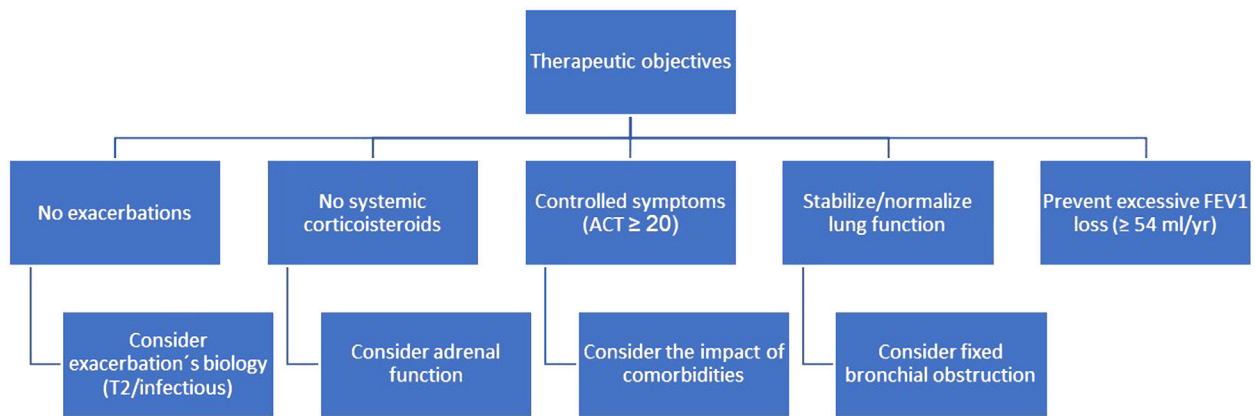 Therapeutic objectives
No exacerbations
No systemic
corticoisteroids
Controlled symptoms
(ACT ≥ 20)
Stabilize/normalize
lung function
Prevent excessive FEV1
loss (≥ 54 ml/yr)
Consider
exacerbation´s biology
(T2/infectious)
Consider adrenal
function
Consider the impact of
comorbidities
Consider fixed
bronchial obstruction